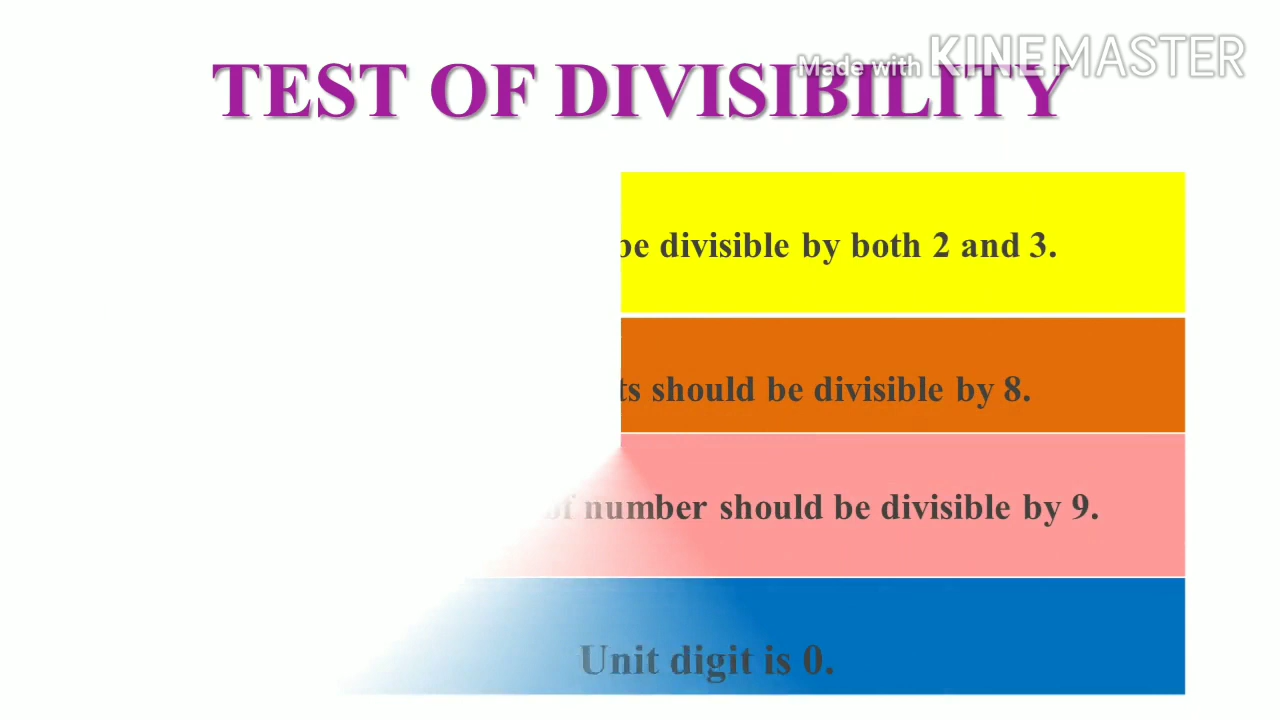 Made with KINEMASTER
TEST OF DIVISIBILITY
be divisible by both 2 and 3.
ts should be divisible by 8.
of number should be divisible by 9.
Unit digit is 0.